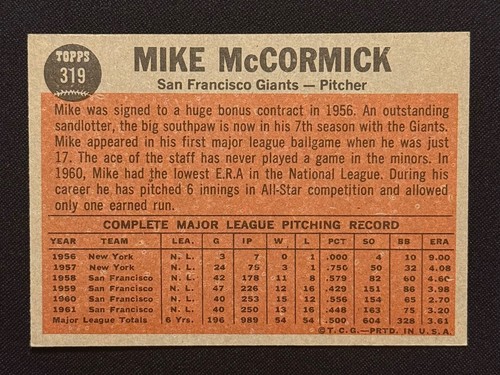 TOPPS
319
MIKE McCORMICK
San Francisco Giants — Pitcher
Mike was signed to a huge bonus contract in 1956. An outstanding
sandlotter, the big southpaw is now in his 7th season with the Giants.
Mike appeared in his first major league ballgame when he was just
17. The ace of the staff has never played a game in the minors. In
1960, Mike had the lowest E.R.A in the National League. During his
career he has pitched 6 innings in All-Star competition and allowed
only one earned run.
COMPLETE MAJOR LEAGUE PITCHING RECORD
YEAR TEAM LEA. G IP W L PCT SO BB ERA
1956 New York N. L. 3 7 0 1 .000 4 10 9.00
1957 New York N. L. 24 75 3 1 .750 50 32 4.08
1958 San Francisco N. L. 42 178 11 8 .579 82 60 4.60
1959 San Francisco N. L. 47 226 12 16 .429 151 86 3.98
1960 San Francisco N. L. 40 253 15 12 .556 154 65 2.70
1961 San Francisco N. L. 40 250 13 16 .448 163 75 3.20
Major League Totals 6 Yrs. 196 989 54 54 .500 604 328 3.61
©T.C.G.—PRTD. IN U.S.A.